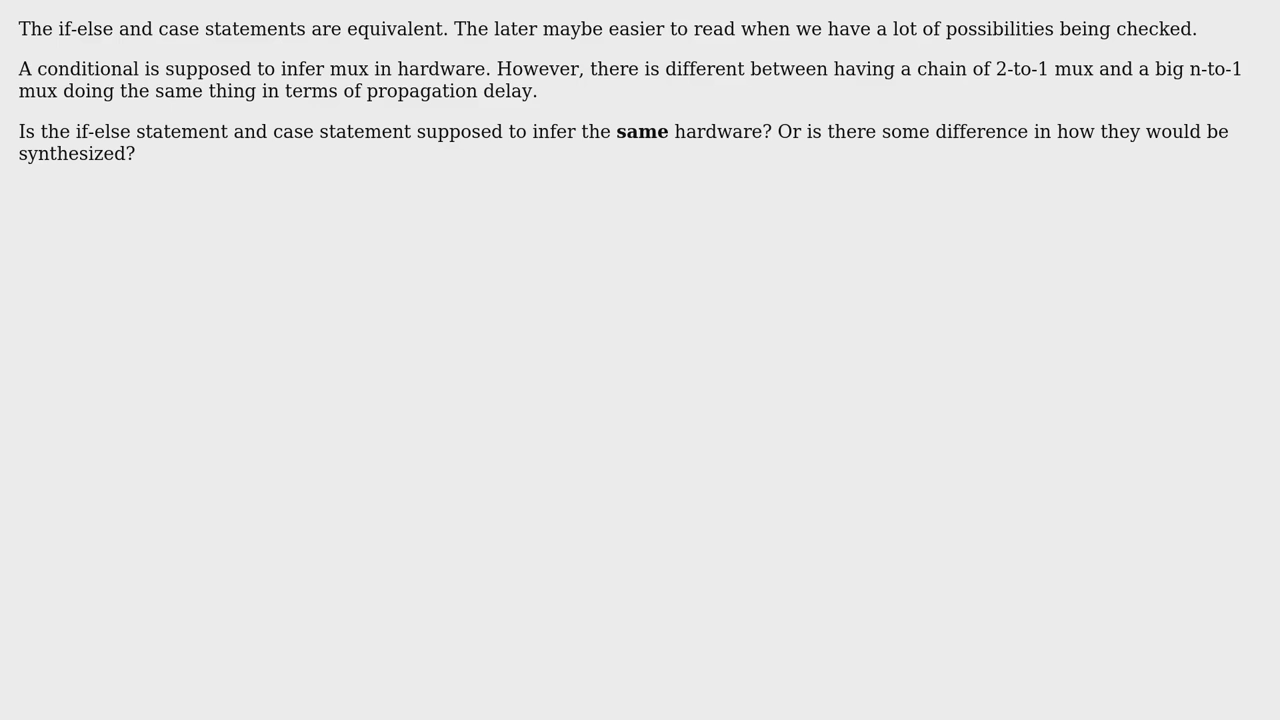 The if-else and case statements are equivalent. The later maybe easier to read when we have a lot of possibilities being checked.
A conditional is supposed to infer mux in hardware. However, there is different between having a chain of 2-to-1 mux and a big n-to-1
mux doing the same thing in terms of propagation delay.
Is the if-else statement and case statement supposed to infer the same hardware? Or is there some difference in how they would be
synthesized?